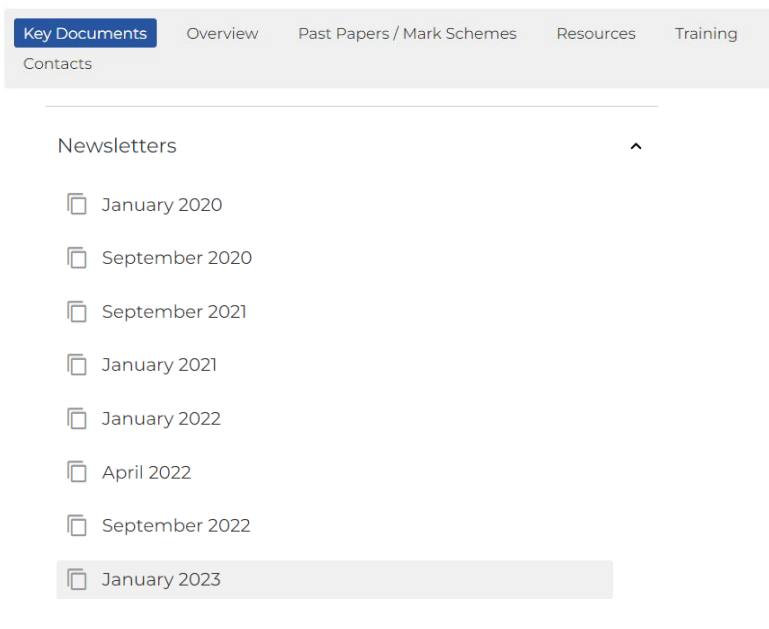 Key Documents Overview Past Papers / Mark Schemes Resources Training
Contacts
Newsletters
January 2020
September 2020
September 2021
January 2021
January 2022
April 2022
September 2022
January 2023